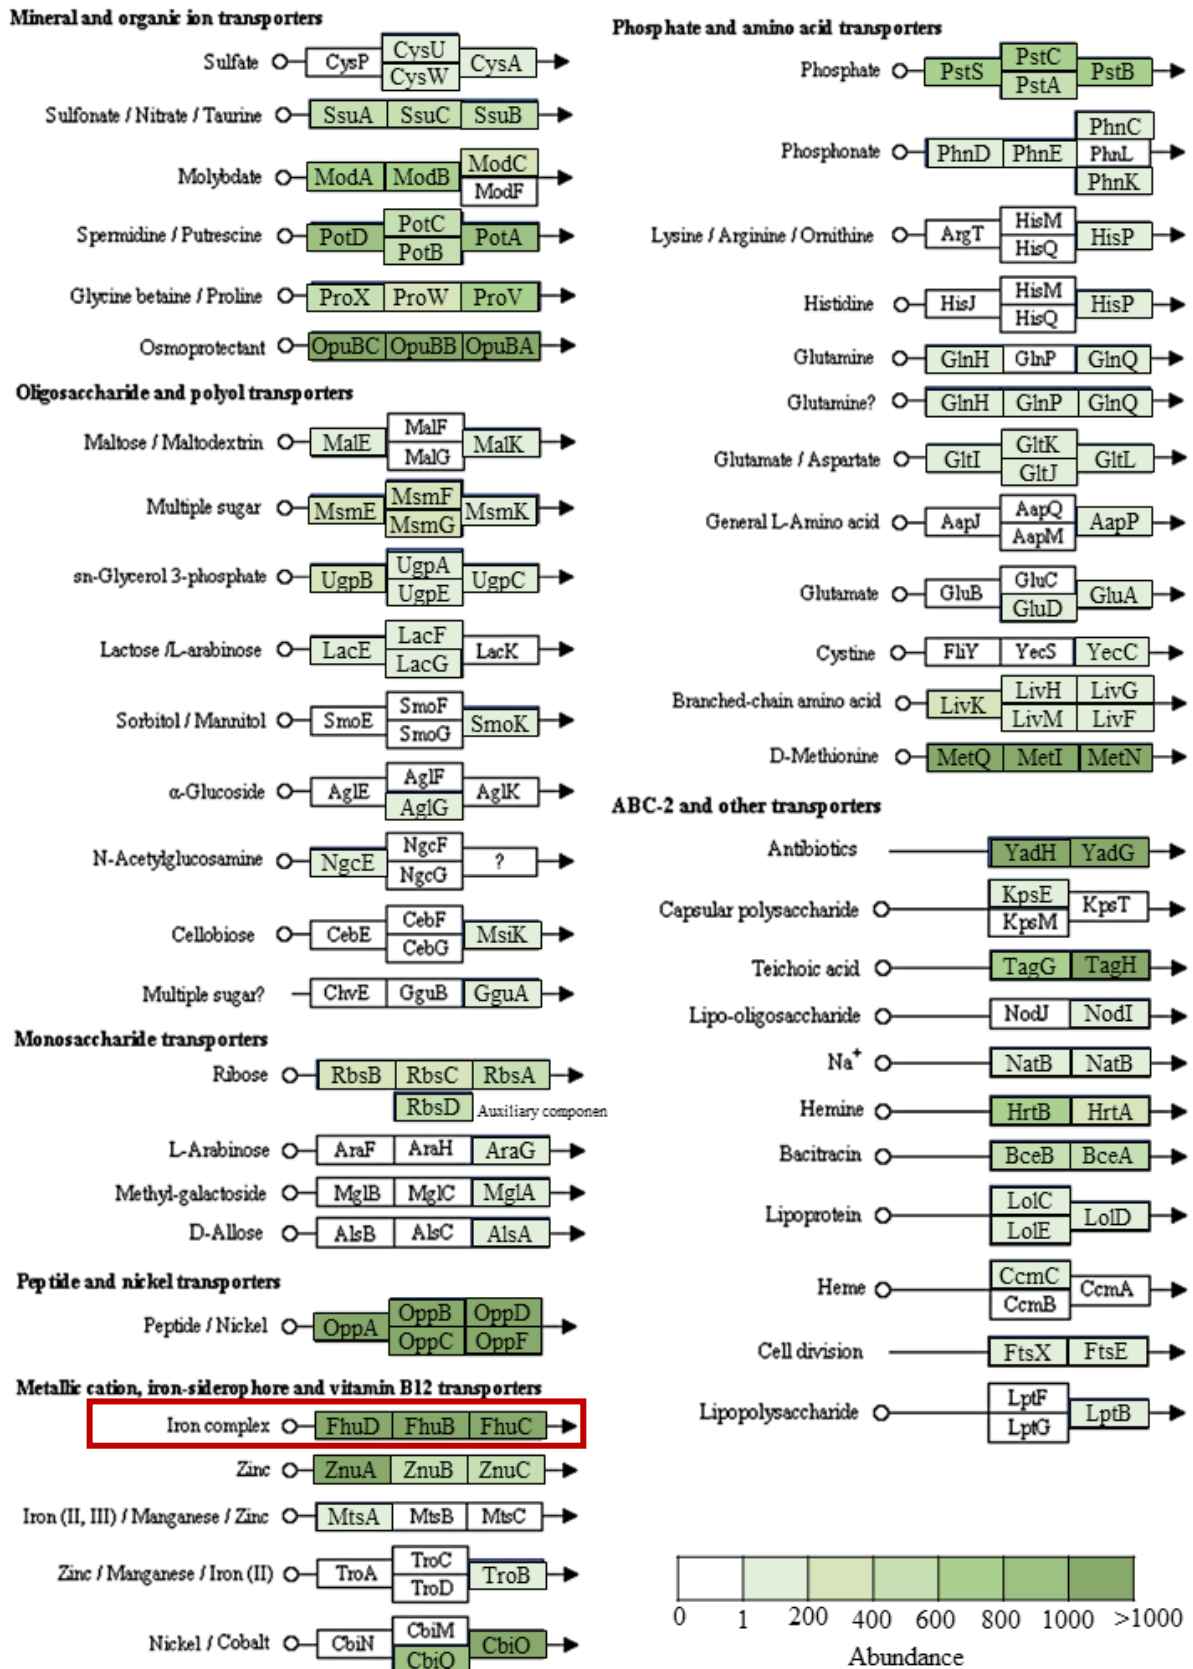 Mineral and organic ion transporters
Sulfate CysP CysU CysW CysA
Sulfonate / Nitrate / Taurine SsuA SsuC SsuB
Molybdate ModA ModB ModC ModF
Spermidine / Putrescine PotD PotC PotB PotA
Glycine betaine / Proline ProX ProW ProV
Osmoprotectant OpuBC OpuBB OpuBA
Oligosaccharide and polyol transporters
Maltose / Maltodextrin MalE MalF MalG MalK
Multiple sugar MsmE MsmF MsmG MsmK
sn-Glycerol 3-phosphate UgpB UgpA UgpE UgpC
Lactose /L-arabinose LacE LacF LacG LacK
Sorbitol / Mannitol SmoE SmoF SmoG SmoK
α-Glucoside AglE AglF AglG AglK
N-Acetylglucosamine NgcE NgcF NgcG ?
Cellobiose CebE CebF CebG MsiK
Multiple sugar? ChvE GguB GguA
Monosaccharide transporters
Ribose RbsB RbsC RbsA
RbsD Auxiliary componen
L-Arabinose AraF AraH AraG
Methyl-galactoside MglB MglC MglA
D-Allose AlsB AlsC AlsA
Peptide and nickel transporters
Peptide / Nickel OppA OppB OppC OppD OppF
Metallic cation, iron-siderophore and vitamin B12 transporters
Iron complex FhuD FhuB FhuC
Zinc ZnuA ZnuB ZnuC
Iron (II, III) / Manganese / Zinc MtsA MtsB MtsC
Zinc / Manganese / Iron (II) TroA TroC TroD TroB
Nickel / Cobalt CbiN CbiM CbiQ CbiO
Phosphate and amino acid transporters
Phosphate PstS PstC PstA PstB
Phosphonate PhnD PhnE PhnC PhnL PhnK
Lysine / Arginine / Ornithine ArgT HisM HisQ HisP
Histidine HisJ HisM HisQ HisP
Glutamine GlnH GlnP GlnQ
Glutamine? GlnH GlnP GlnQ
Glutamate / Aspartate GltI GltK GltJ GltL
General L-Amino acid AapJ AapQ AapM AapP
Glutamate GluB GluC GluD GluA
Cystine FliY YecS YecC
Branched-chain amino acid LivK LivH LivM LivG LivF
D-Methionine MetQ MetI MetN
ABC-2 and other transporters
Antibiotics YadH YadG
Capsular polysaccharide KpsE KpsM KpsT
Teichoic acid TagG TagH
Lipo-oligosaccharide NodJ NodI
Na+ NatB NatB
Hemine HrtB HrtA
Bacitracin BceB BceA
Lipoprotein LolC LolE LolD
Heme CcmC CcmB CcmA
Cell division FtsX FtsE
Lipopolysaccharide LptF LptG LptB
0 1 200 400 600 800 1000 >1000
Abundance